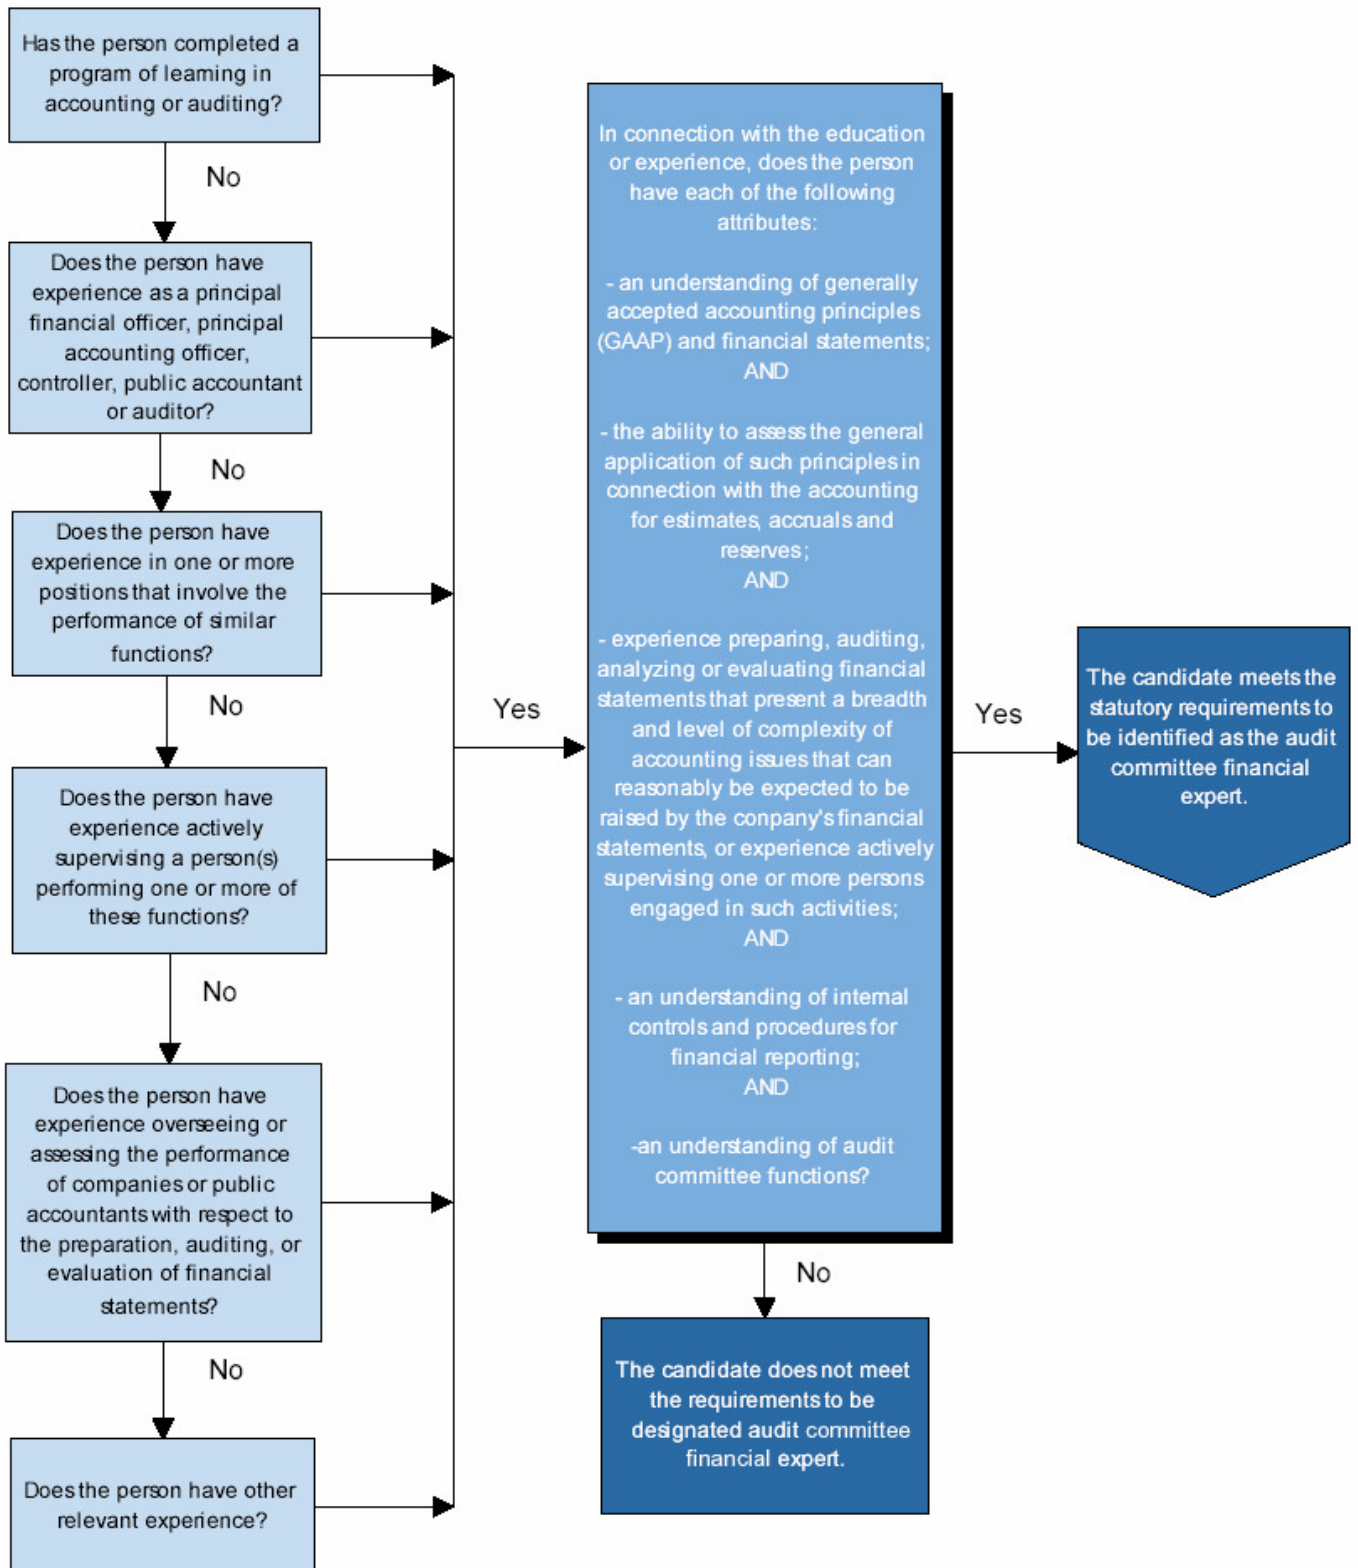 Has the person completed a
program of learning in
accounting or auditing?
No
Does the person have
experience as a principal
financial officer, principal
accounting officer,
controller, public accountant
or auditor?
No
Does the person have
experience in one or more
positions that involve the
performance of similar
functions?
No
Does the person have
experience actively
supervising a person(s)
performing one or more of
these functions?
No
Does the person have
experience overseeing or
assessing the performance
of companies or public
accountants with respect to
the preparation, auditing, or
evaluation of financial
statements?
No
Does the person have other
relevant experience?
Yes
In connection with the education
or experience, does the person
have each of the following
attributes:
- an understanding of generally
accepted accounting principles
(GAAP) and financial statements;
AND
- the ability to assess the general
application of such principles in
connection with the accounting
for estimates, accruals and
reserves;
AND
- experience preparing, auditing,
analyzing or evaluating financial
statements that present a breadth
and level of complexity of
accounting issues that can
reasonably be expected to be
raised by the conpany's financial
statements, or experience actively
supervising one or more persons
engaged in such activities;
AND
- an understanding of internal
controls and procedures for
financial reporting;
AND
-an understanding of audit
committee functions?
Yes
The candidate meets the
statutory requirements to
be identified as the audit
committee financial
expert.
No
The candidate does not meet
the requirements to be
designated audit committee
financial expert.